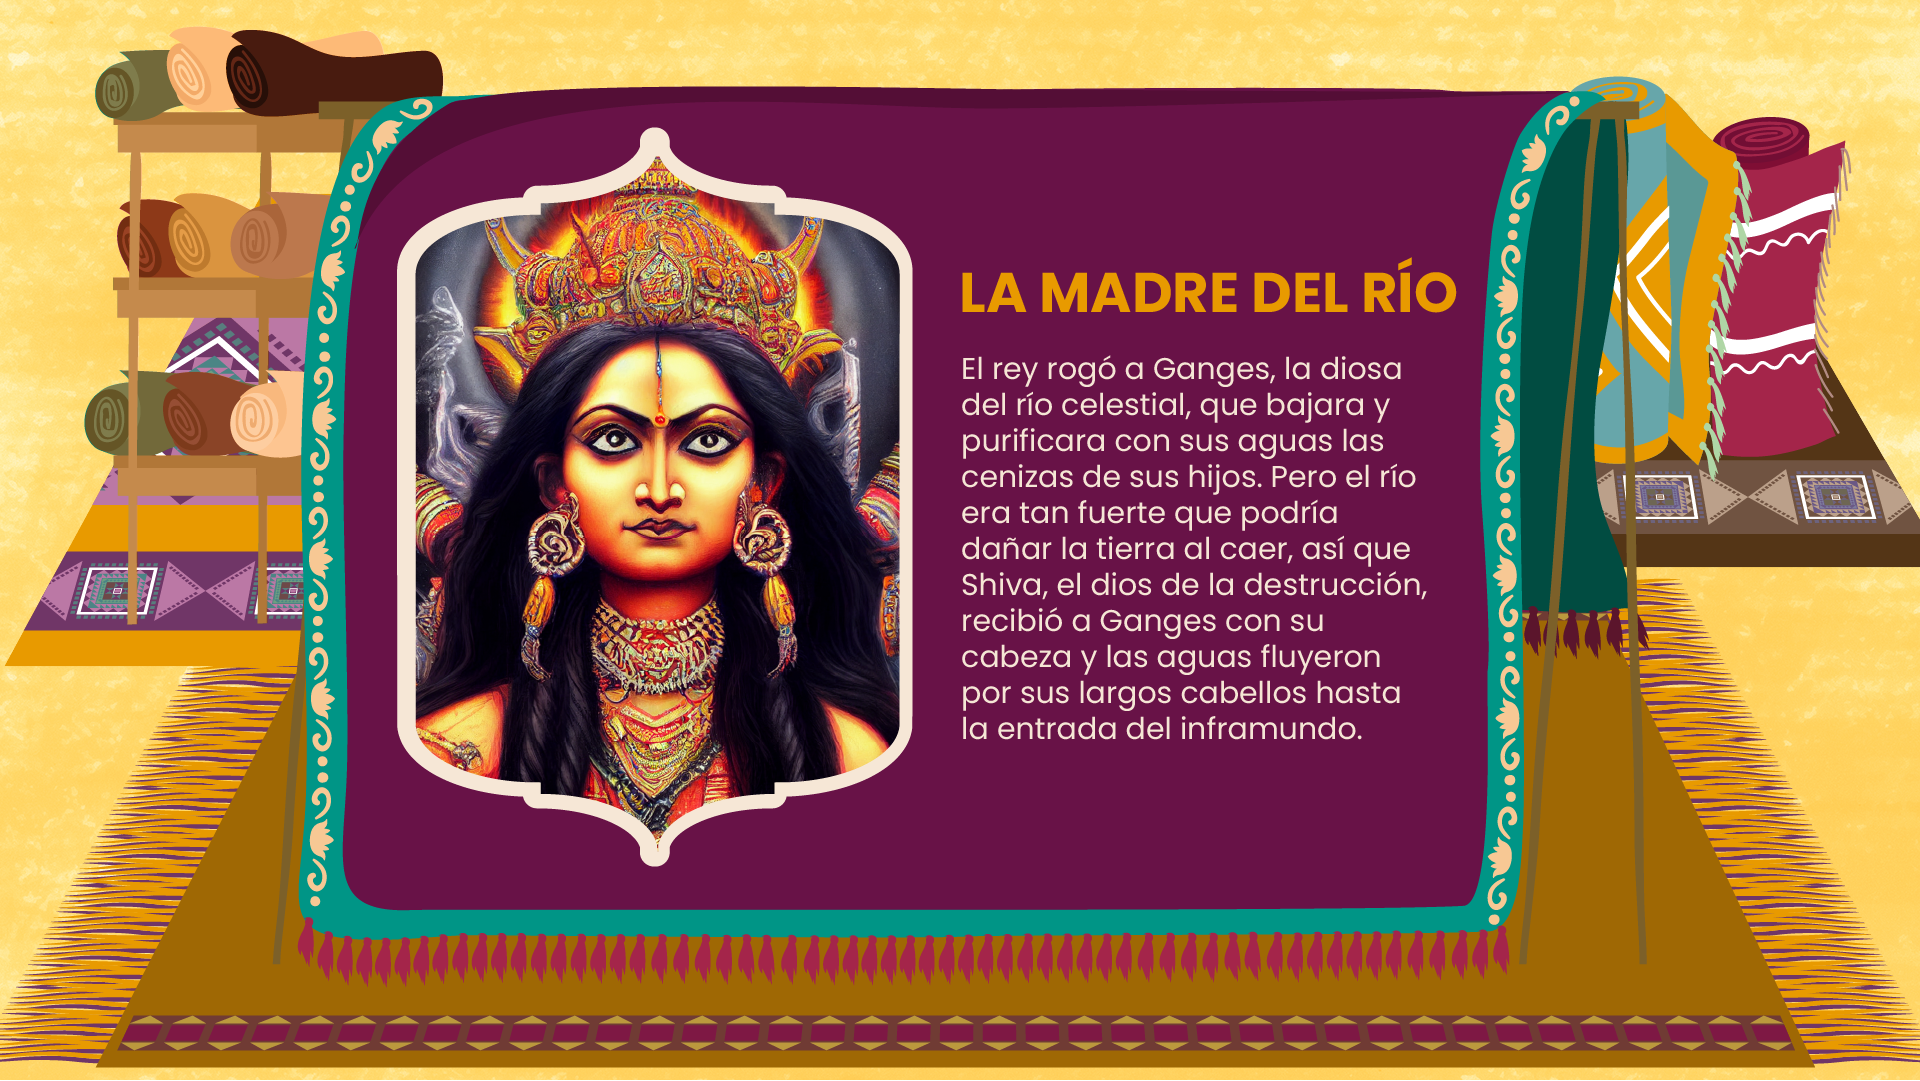 LA MADRE DEL RÍO
El rey rogó a Ganges, la diosa
del río celestial, que bajara y
purificara con sus aguas las
cenizas de sus hijos. Pero el río
era tan fuerte que podría
dañar la tierra al caer, así que
Shiva, el dios de la destrucción,
recibió a Ganges con su
cabeza y las aguas fluyeron
por sus largos cabellos hasta
la entrada del inframundo.